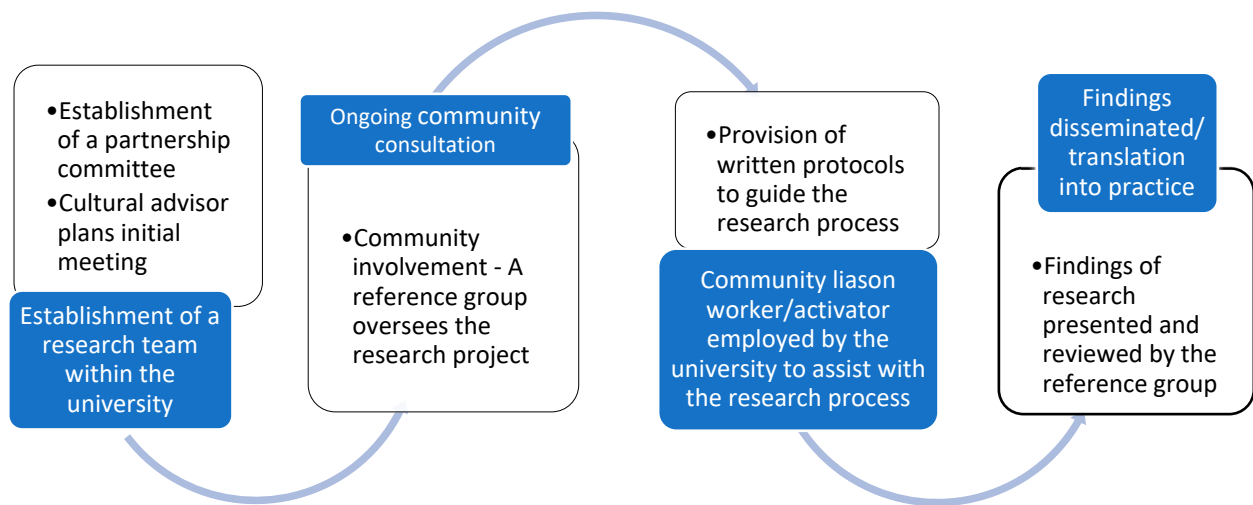 •Establishment
of a partnership
committee
•Cultural advisor
plans initial
meeting
Establishment of a
research team
within the
university
Ongoing community
consultation
•Community
involvement - A
reference group
oversees the
research project
•Provision of
written protocols
to guide the
research process
Community liason
worker/activator
employed by the
university to assist with
the research process
Findings
disseminated/
translation
into practice
•Findings of
research
presented and
reviewed by the
reference group